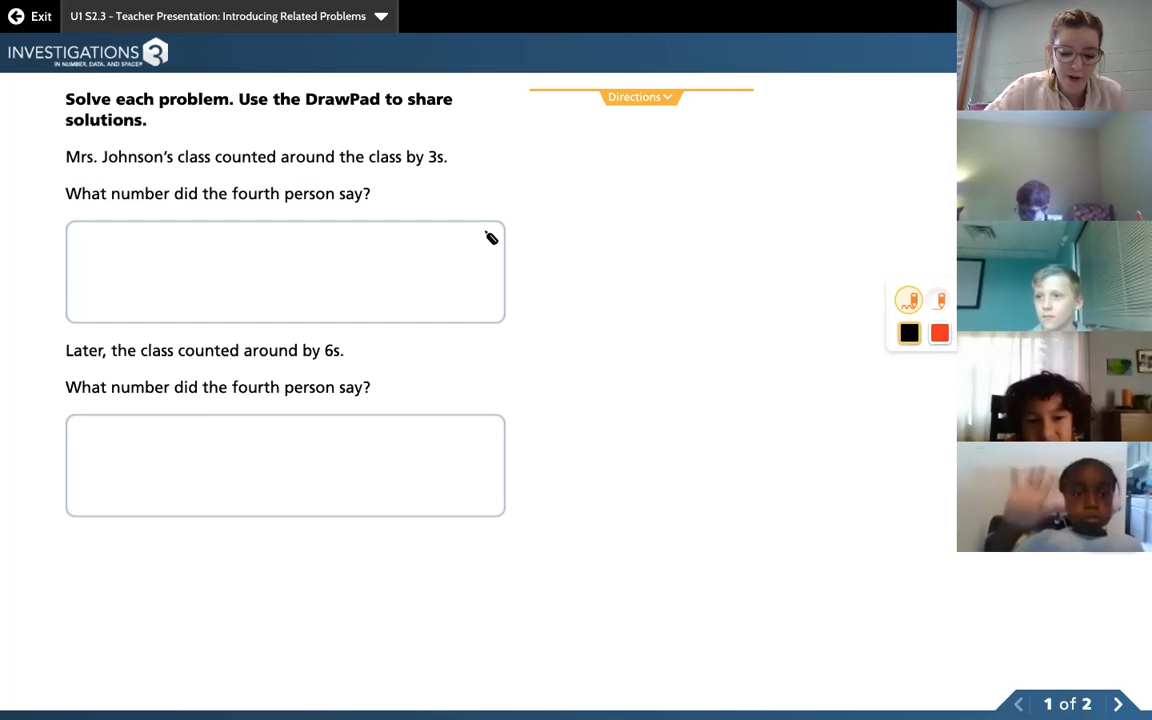 Exit
U1 S2.3 - Teacher Presentation: Introducing Related Problems
INVESTIGATIONS 3
IN NUMBER, DATA, AND SPACE®
Solve each problem. Use the DrawPad to share
solutions.
Directions
Mrs. Johnson's class counted around the class by 3s.
What number did the fourth person say?
Later, the class counted around by 6s.
What number did the fourth person say?
1 of 2